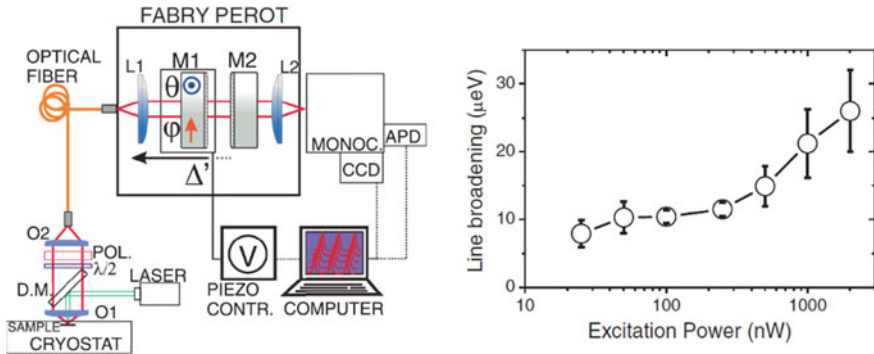 FABRY PEROT
OPTICAL
FIBER
L1
M1
M2
L2
θ
φ
Δ'
MONOC.
APD
CCD
O2
POL.
λ/2
D.M.
LASER
O1
SAMPLE
CRYOSTAT
V
PIEZO
CONTR.
COMPUTER
Line broadening (μeV)
30
20
10
0
10
100
1000
Excitation Power (nW)